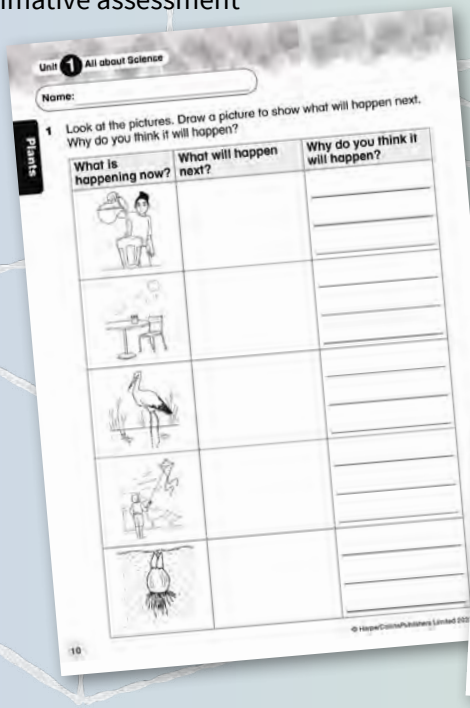 mative assessment
Unit 1 All about Science
Name:
Plants
1 Look at the pictures. Draw a picture to show what will happen next.
Why do you think it will happen?
What is
happening now?
What will happen
next?
Why do you think it
will happen?
10
© HarperCollinsPublishers Limited